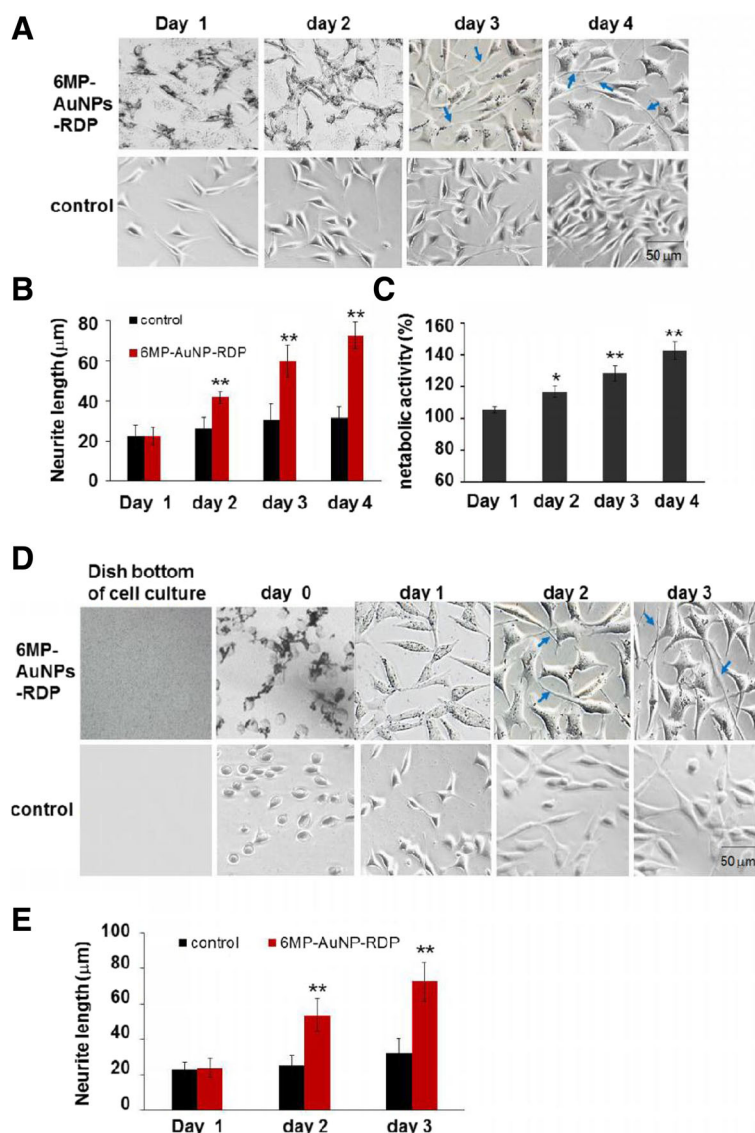 A
Day 1 day 2 day 3 day 4
6MP-
AuNPs
-RDP
control
50 µm
B
Neurite length (µm)
80
60
40
20
0
control
6MP-AuNP-RDP
**
**
**
Day 1 day 2 day 3 day 4
C
netabolic activity (%)
160
140
120
100
80
60
*
**
**
Day 1 day 2 day 3 day 4
D
Dish bottom
of cell culture day 0 day 1 day 2 day 3
6MP-
AuNPs
-RDP
control
50 µm
E
Neurite length (µm)
100
80
60
40
20
0
control 6MP-AuNP-RDP
**
**
Day 1 day 2 day 3